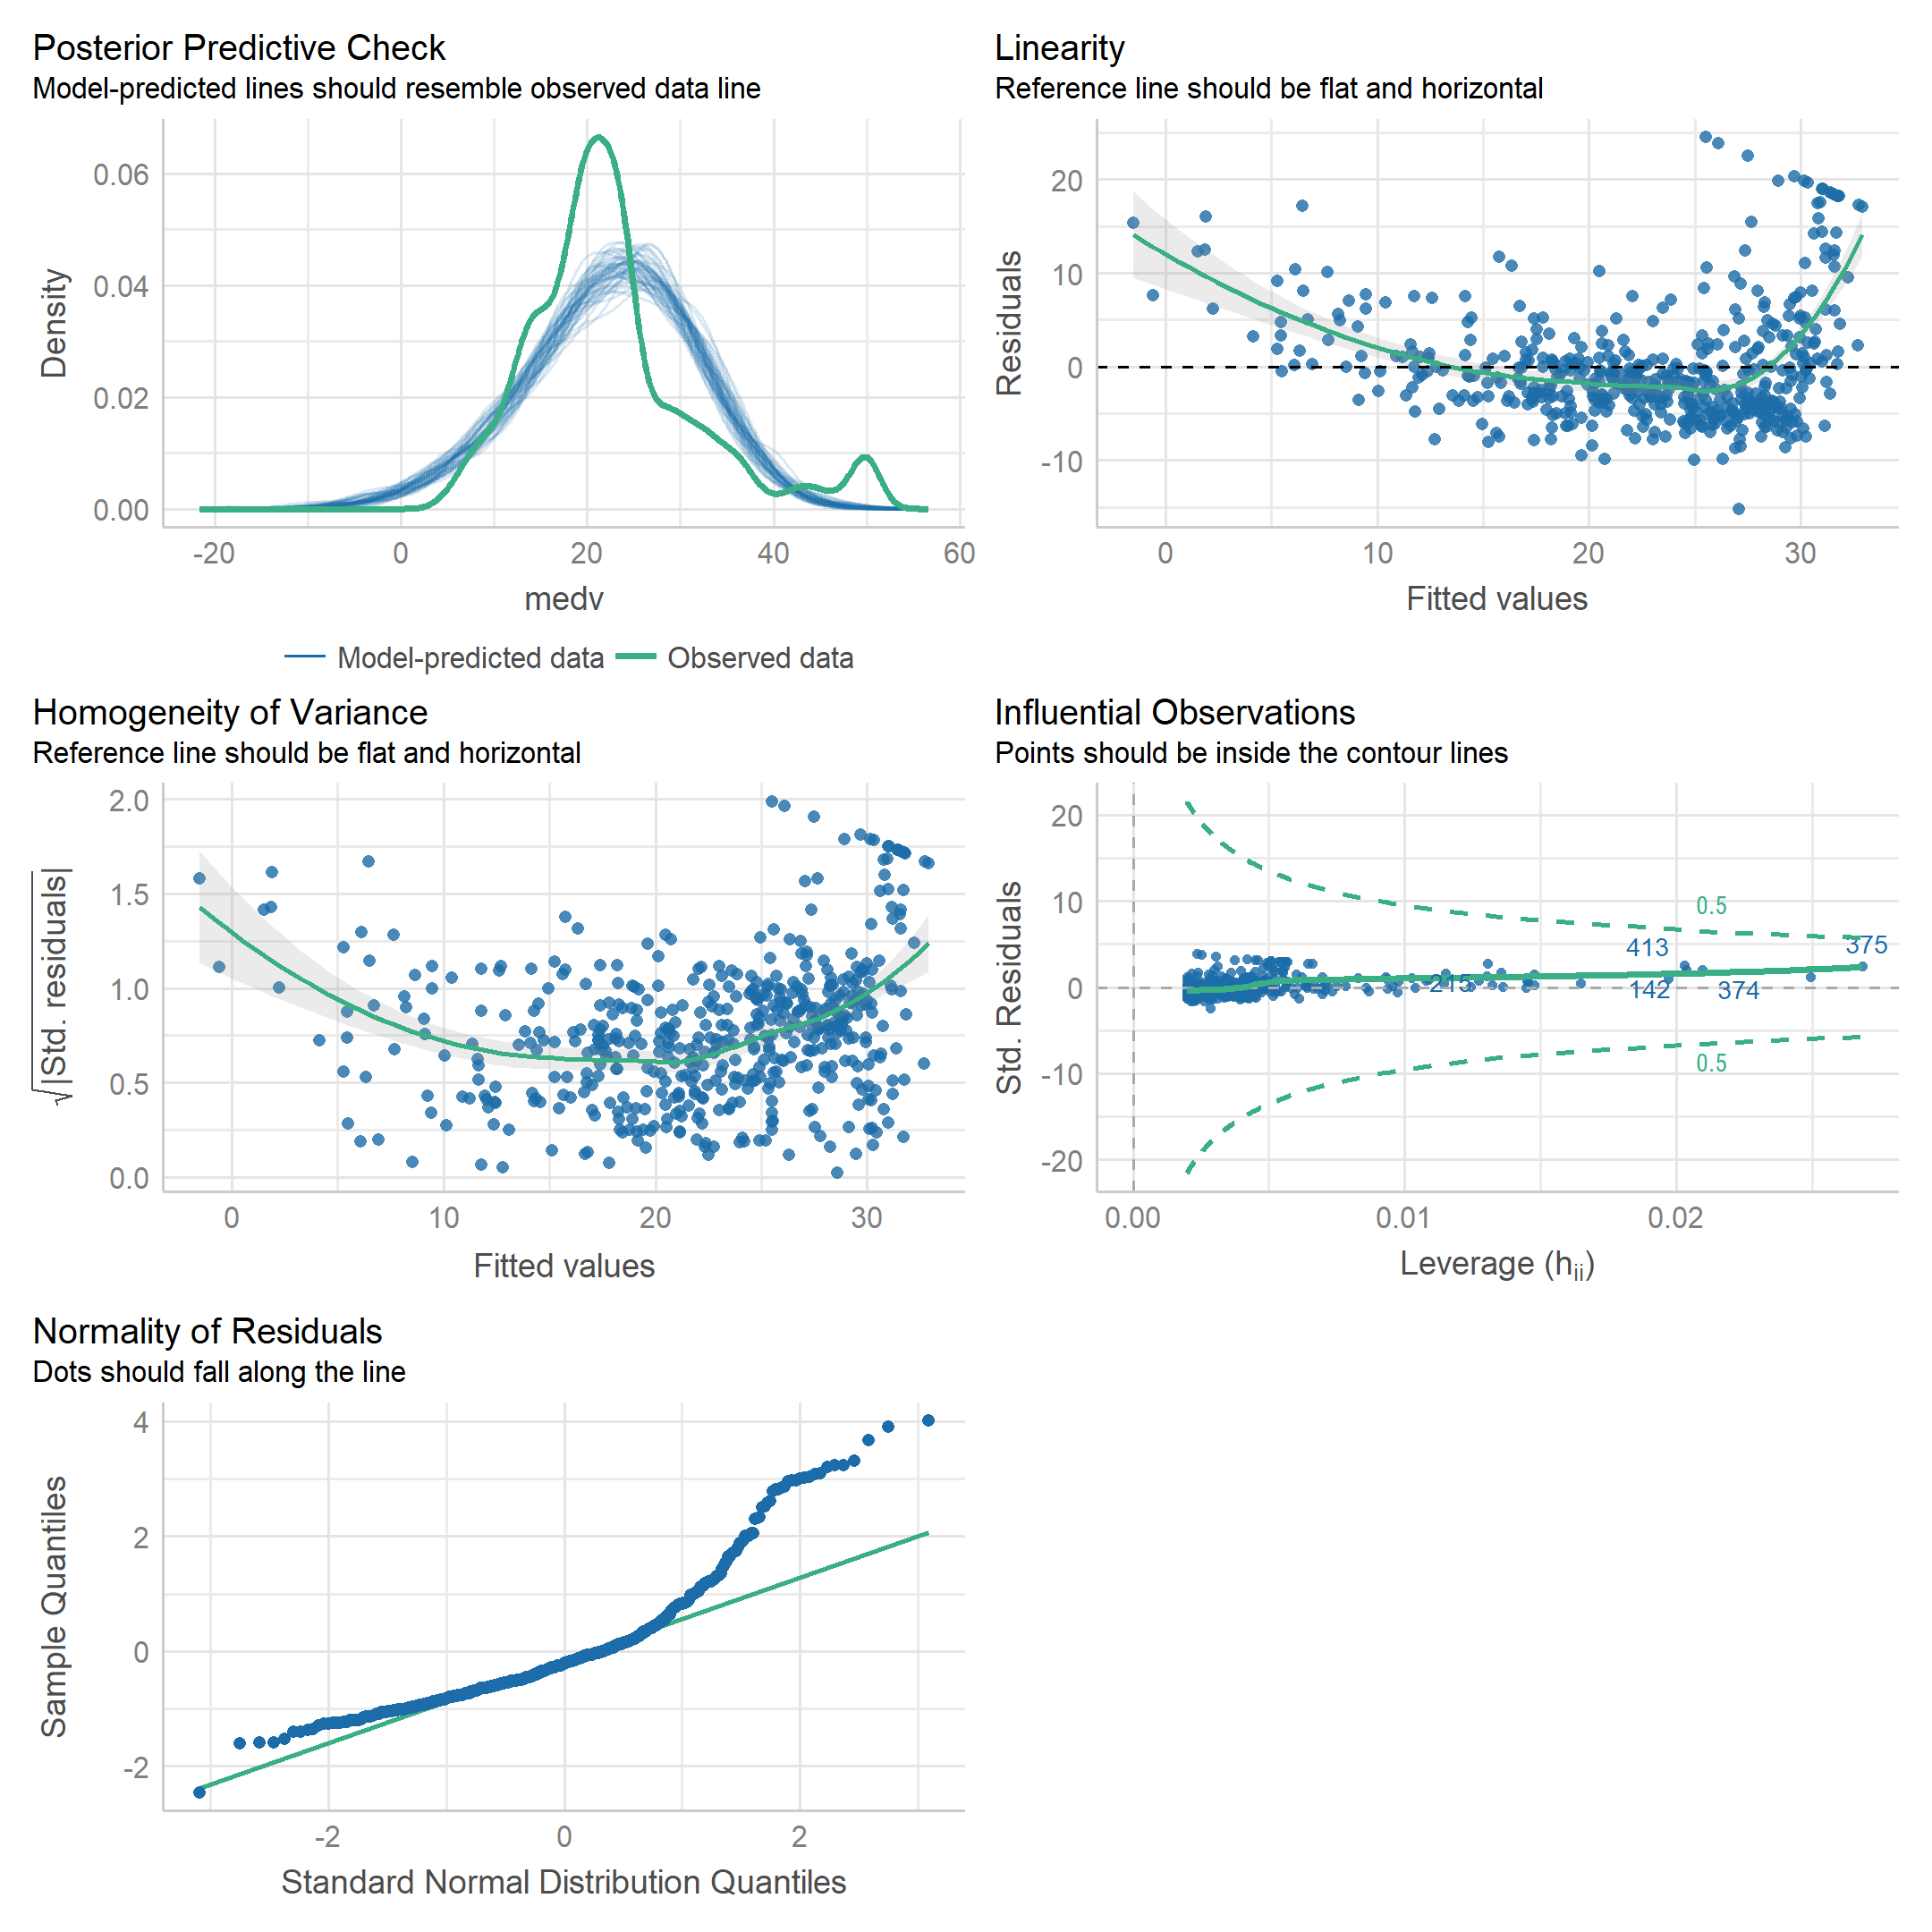 Posterior Predictive Check
Model-predicted lines should resemble observed data line
0.06
0.04
0.02
0.00
Density
-20 0 20 40 60
medv
Model-predicted data Observed data
Linearity
Reference line should be flat and horizontal
20
10
0
-10
Residuals
0 10 20 30
Fitted values
Homogeneity of Variance
Reference line should be flat and horizontal
2.0
1.5
1.0
0.5
0.0
√|Std. residuals|
0 10 20 30
Fitted values
Influential Observations
Points should be inside the contour lines
20
10
0
-10
-20
Std. Residuals
0.5
413 375
215 142 374
0.5
0.00 0.01 0.02
Leverage (hii)
Normality of Residuals
Dots should fall along the line
4
2
0
-2
Sample Quantiles
-2 0 2
Standard Normal Distribution Quantiles